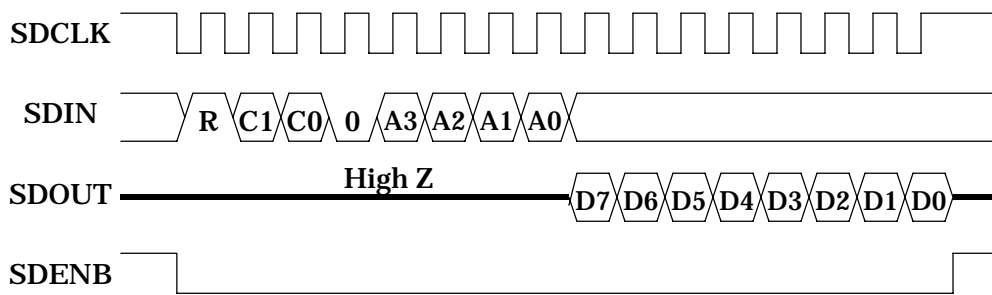 SDCLK
SDIN R C1 C0 0 A3 A2 A1 A0
High Z
SDOUT D7 D6 D5 D4 D3 D2 D1 D0
SDENB